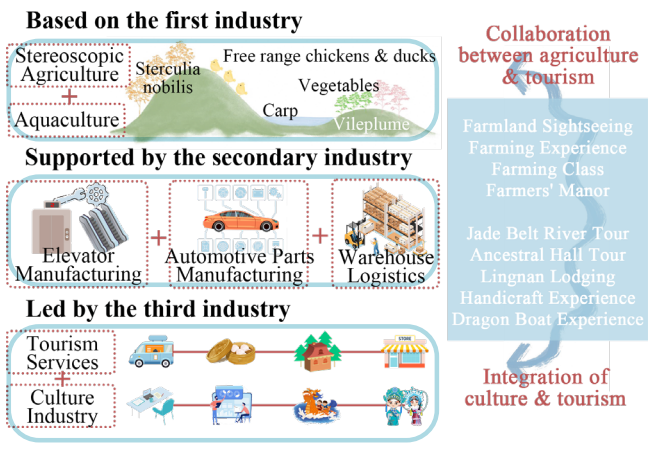 Based on the first industry
Stereoscopic
Agriculture
+
Aquaculture
Sterculia
nobilis
Free range chickens & ducks
Vegetables
Carp
Vileplume
Supported by the secondary industry
Elevator
Manufacturing
+
Automotive Parts
Manufacturing
+
Warehouse
Logistics
Led by the third industry
Tourism
Services
+
Culture
Industry
STORE
Collaboration
between agriculture
& tourism
Farmland Sightseeing
Farming Experience
Farming Class
Farmers' Manor
Jade Belt River Tour
Ancestral Hall Tour
Lingnan Lodging
Handicraft Experience
Dragon Boat Experience
Integration of
culture & tourism